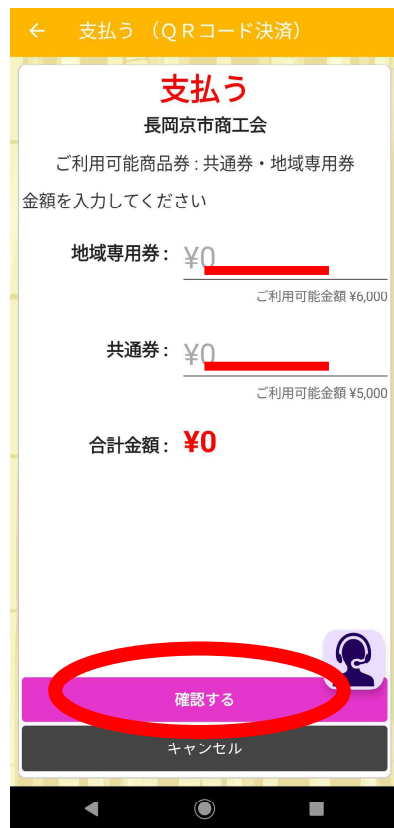 支払う（ＱＲコード決済）
支払う
長岡京市商工会
ご利用可能商品券 : 共通券・地域専用券
金額を入力してください
地域専用券 : ¥0
ご利用可能金額 ¥6,000
共通券 : ¥0
ご利用可能金額 ¥5,000
合計金額 : ¥0
確認する
キャンセル